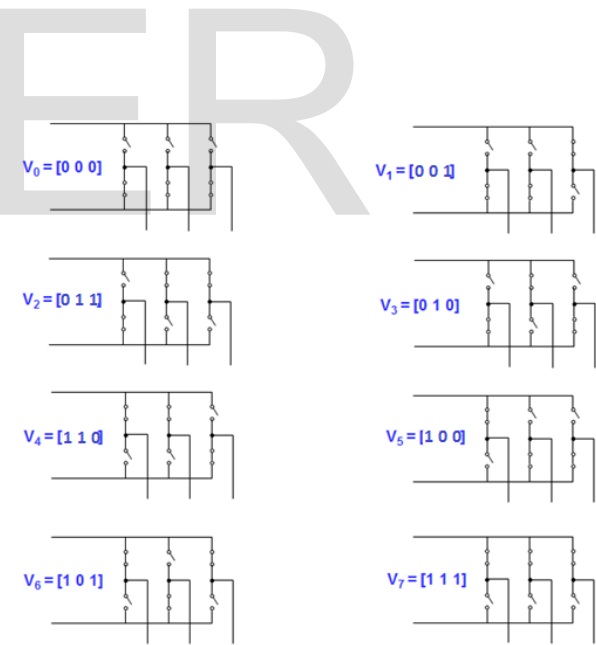 ER
V₀ = [0 0 0]
V₁ = [0 0 1]
V₂ = [0 1 1]
V₃ = [0 1 0]
V₄ = [1 1 0]
V₅ = [1 0 0]
V₆ = [1 0 1]
V₇ = [1 1 1]